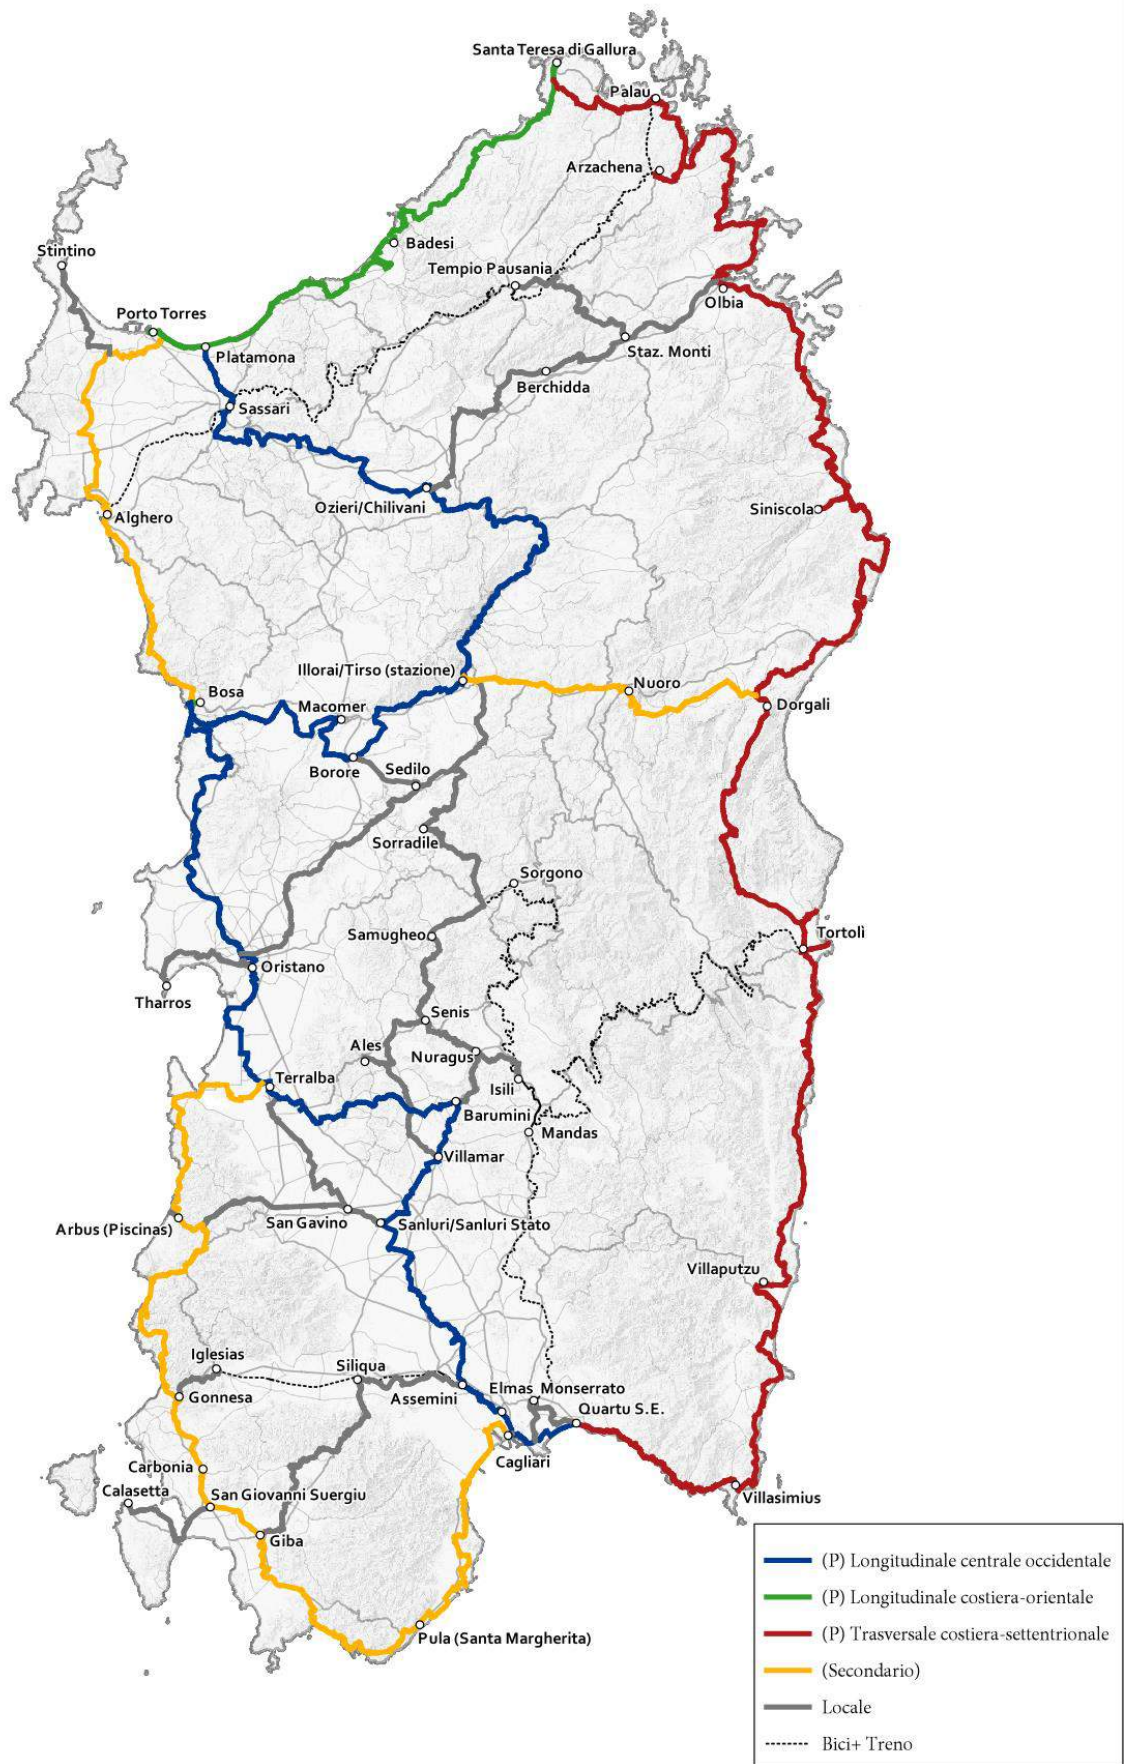 Santa Teresa di Gallura
Palau
Arzachena
Badesi
Stintino
Tempio Pausania
Olbia
Porto Torres
Platamona
Staz. Monti
Berchidda
Sassari
Ozieri/Chilivani
Siniscola
Alghero
Illorai/Tirso (stazione)
Nuoro
Bosa
Macomer
Dorgali
Borore
Sedilo
Sorradile
Sorgono
Samugheo
Tortolì
Oristano
Tharros
Senis
Ales
Nuragus
Isili
Terralba
Barumini
Mandas
Villamar
Arbus (Piscinas)
San Gavino
Sanluri/Sanluri Stato
Villaputzu
Iglesias
Siliqua
Gonnesa
Assemini
Elmas
Monserrato
Quartu S.E.
Cagliari
Carbonia
Calasetta
San Giovanni Suergiu
Villasimius
Giba
Pula (Santa Margherita)
(P) Longitudinale centrale occidentale
(P) Longitudinale costiera-orientale
(P) Trasversale costiera-settentrionale
(Secondario)
Locale
Bici+ Treno